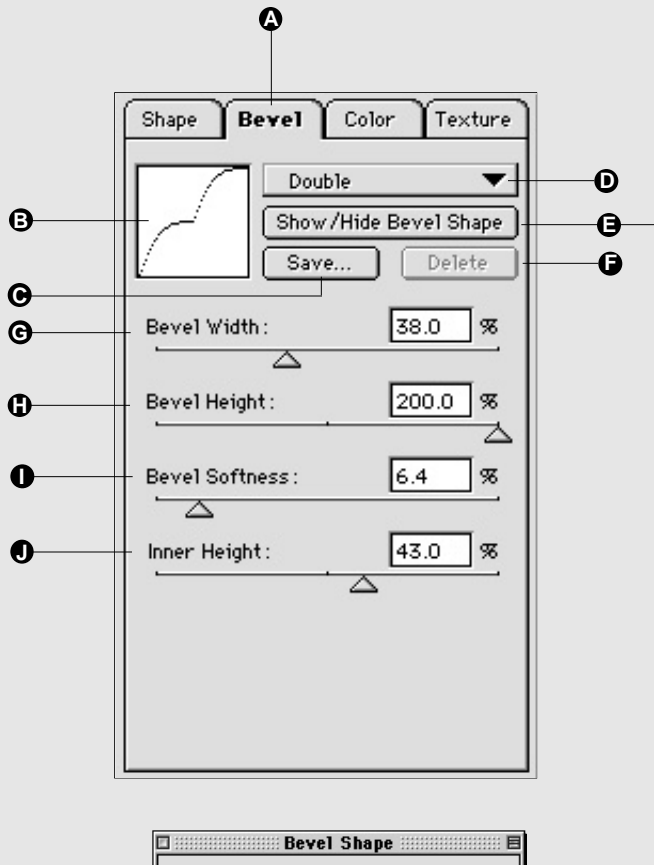 A
Shape Bevel Color Texture
B
Double
D
Show/Hide Bevel Shape
E
Save... Delete
F
C
G
Bevel Width: 38.0 %
H
Bevel Height: 200.0 %
I
Bevel Softness: 6.4 %
J
Inner Height: 43.0 %
Bevel Shape